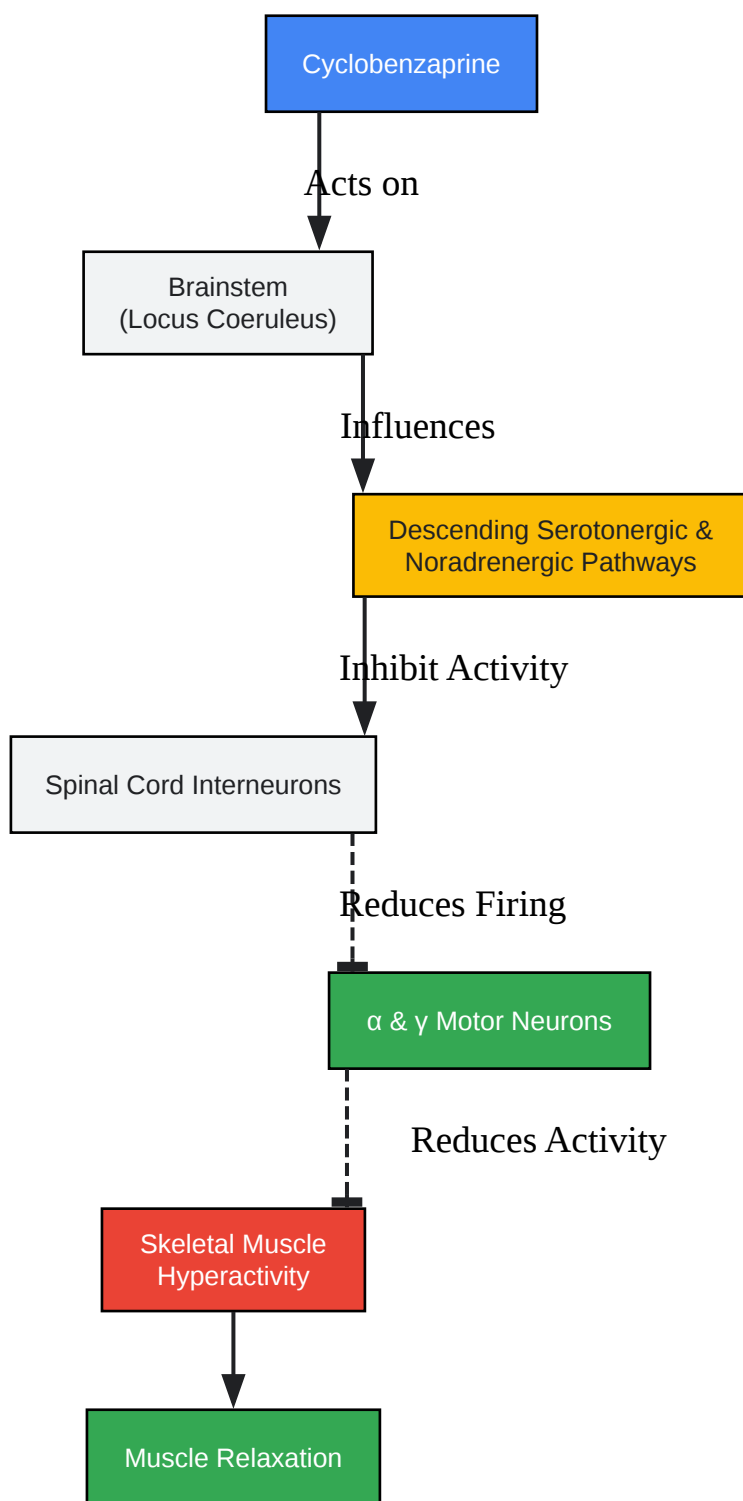 Cyclobenzaprine
Acts on
Brainstem
(Locus Coeruleus)
Influences
Descending Serotonergic &
Noradrenergic Pathways
Inhibit Activity
Spinal Cord Interneurons
Reduces Firing
α & γ Motor Neurons
Reduces Activity
Skeletal Muscle
Hyperactivity
Muscle Relaxation